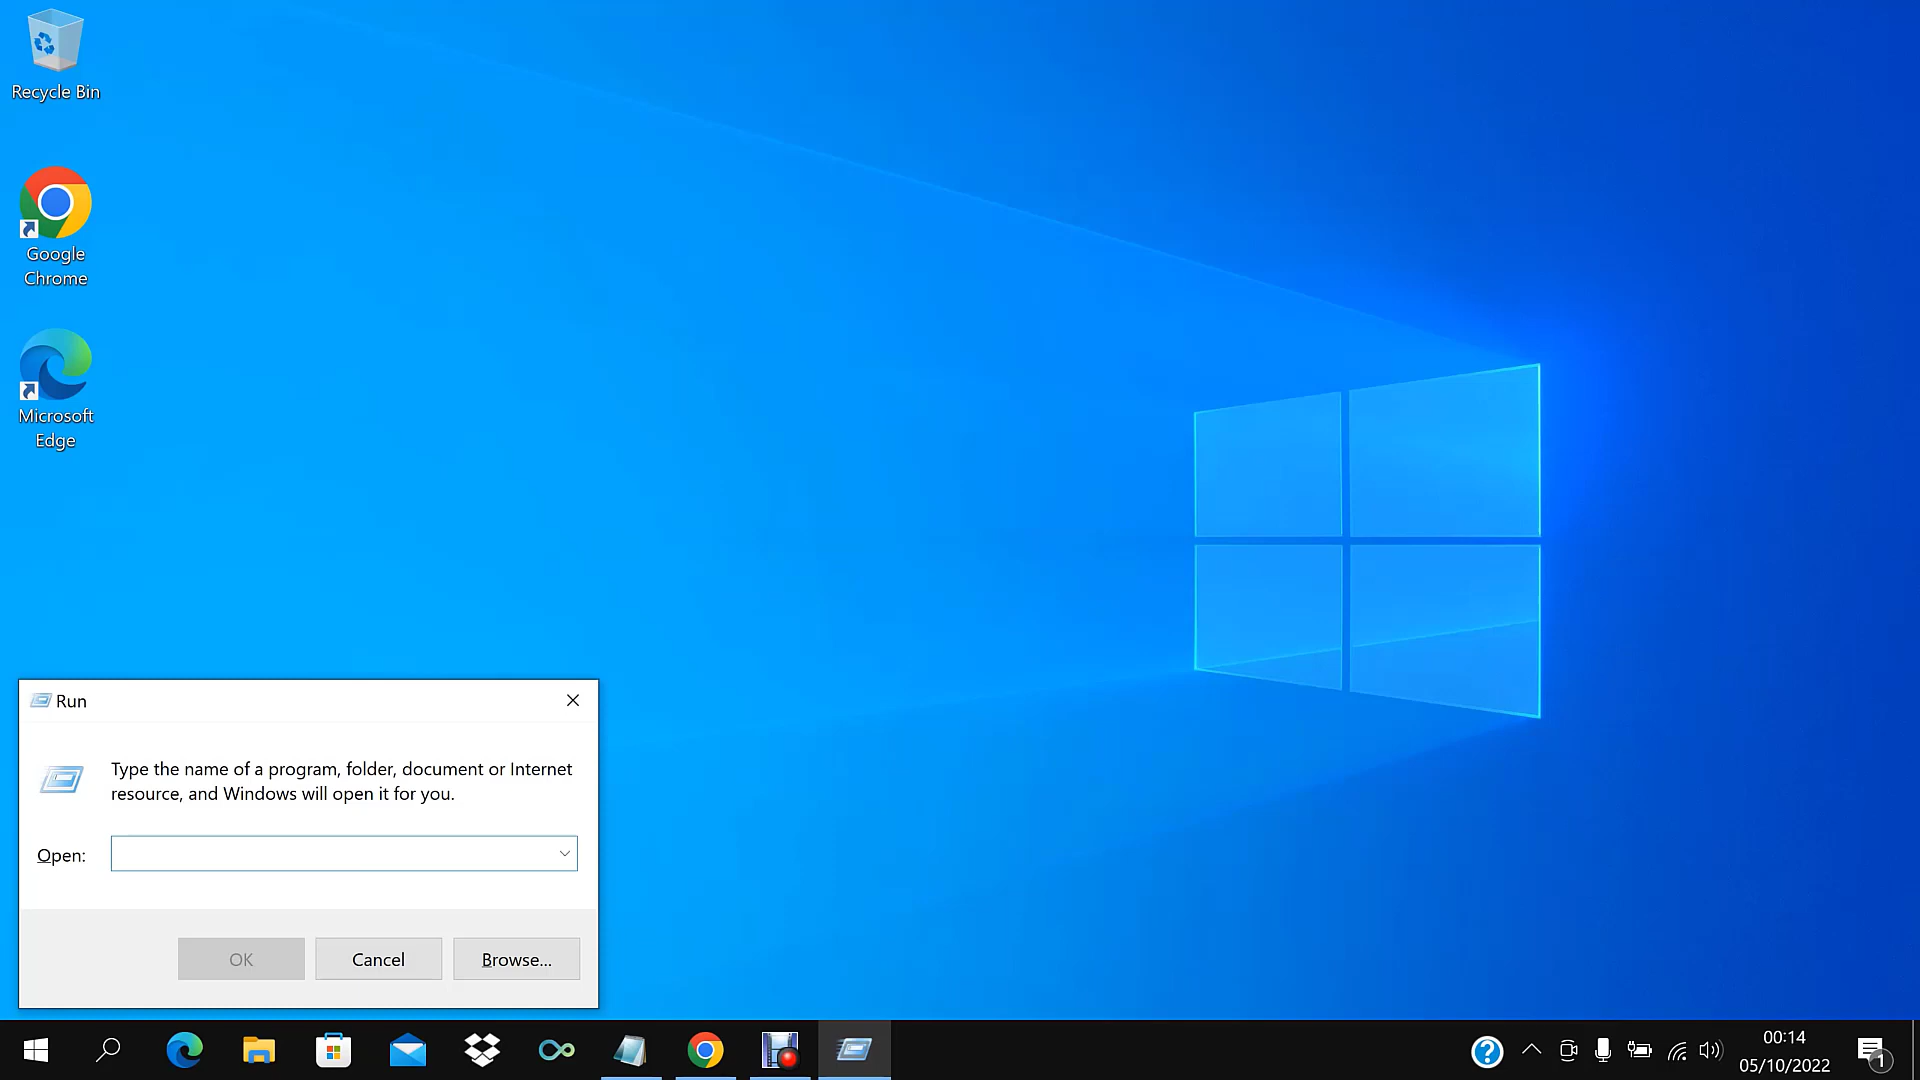 Recycle Bin
Google
Chrome
Microsoft
Edge
Run
Type the name of a program, folder, document or Internet
resource, and Windows will open it for you.
Open:
OK
Cancel
Browse...
?
00:14
05/10/2022
1